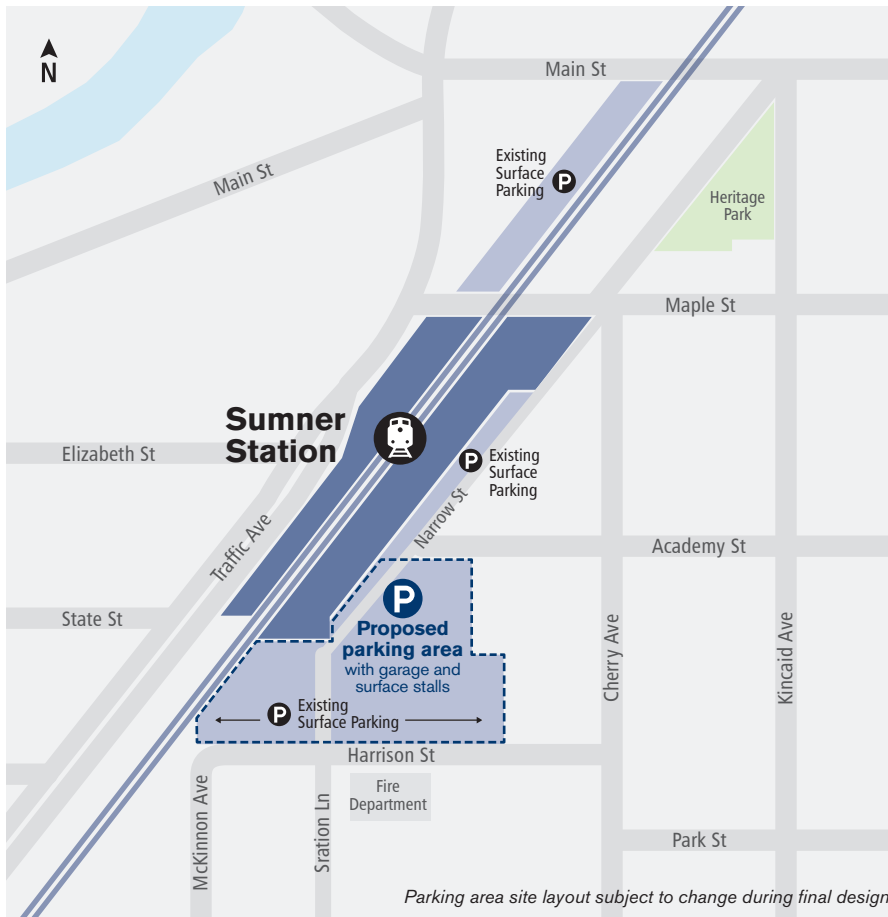 N
Main St
Main St
Existing
Surface
Parking
P
Heritage
Park
Maple St
Sumner
Station
Elizabeth St
P
Existing
Surface
Parking
Narrow St
Traffic Ave
Academy St
State St
P
Proposed
parking area
with garage and
surface stalls
Cherry Ave
Kincaid Ave
P
Existing
Surface Parking
Harrison St
McKinnon Ave
Sration Ln
Fire
Department
Park St
Parking area site layout subject to change during final design